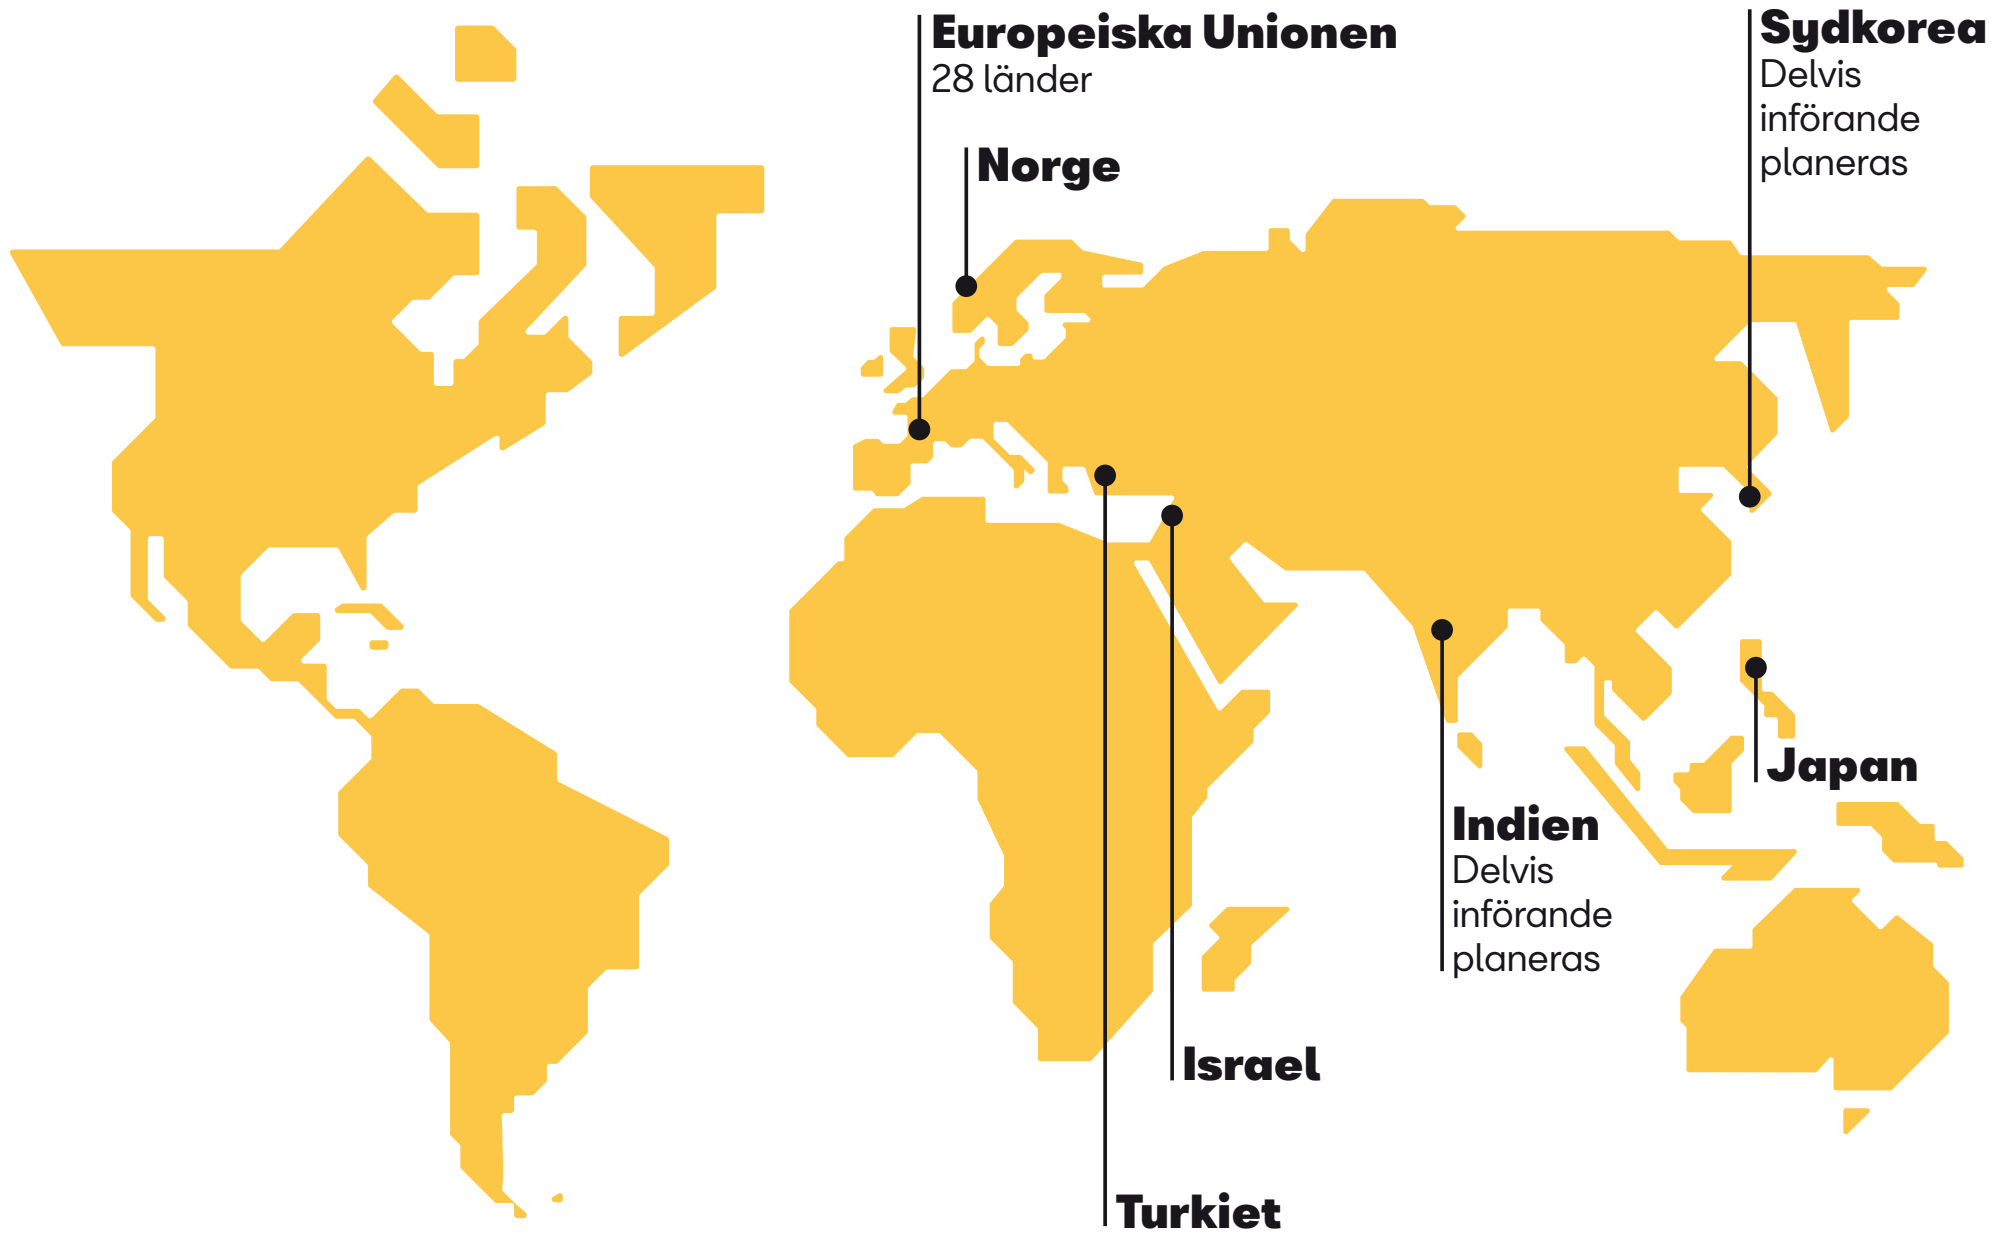 Europeiska Unionen
28 länder
Sydkorea
Delvis
införande
planeras
Norge
Japan
Indien
Delvis
införande
planeras
Israel
Turkiet